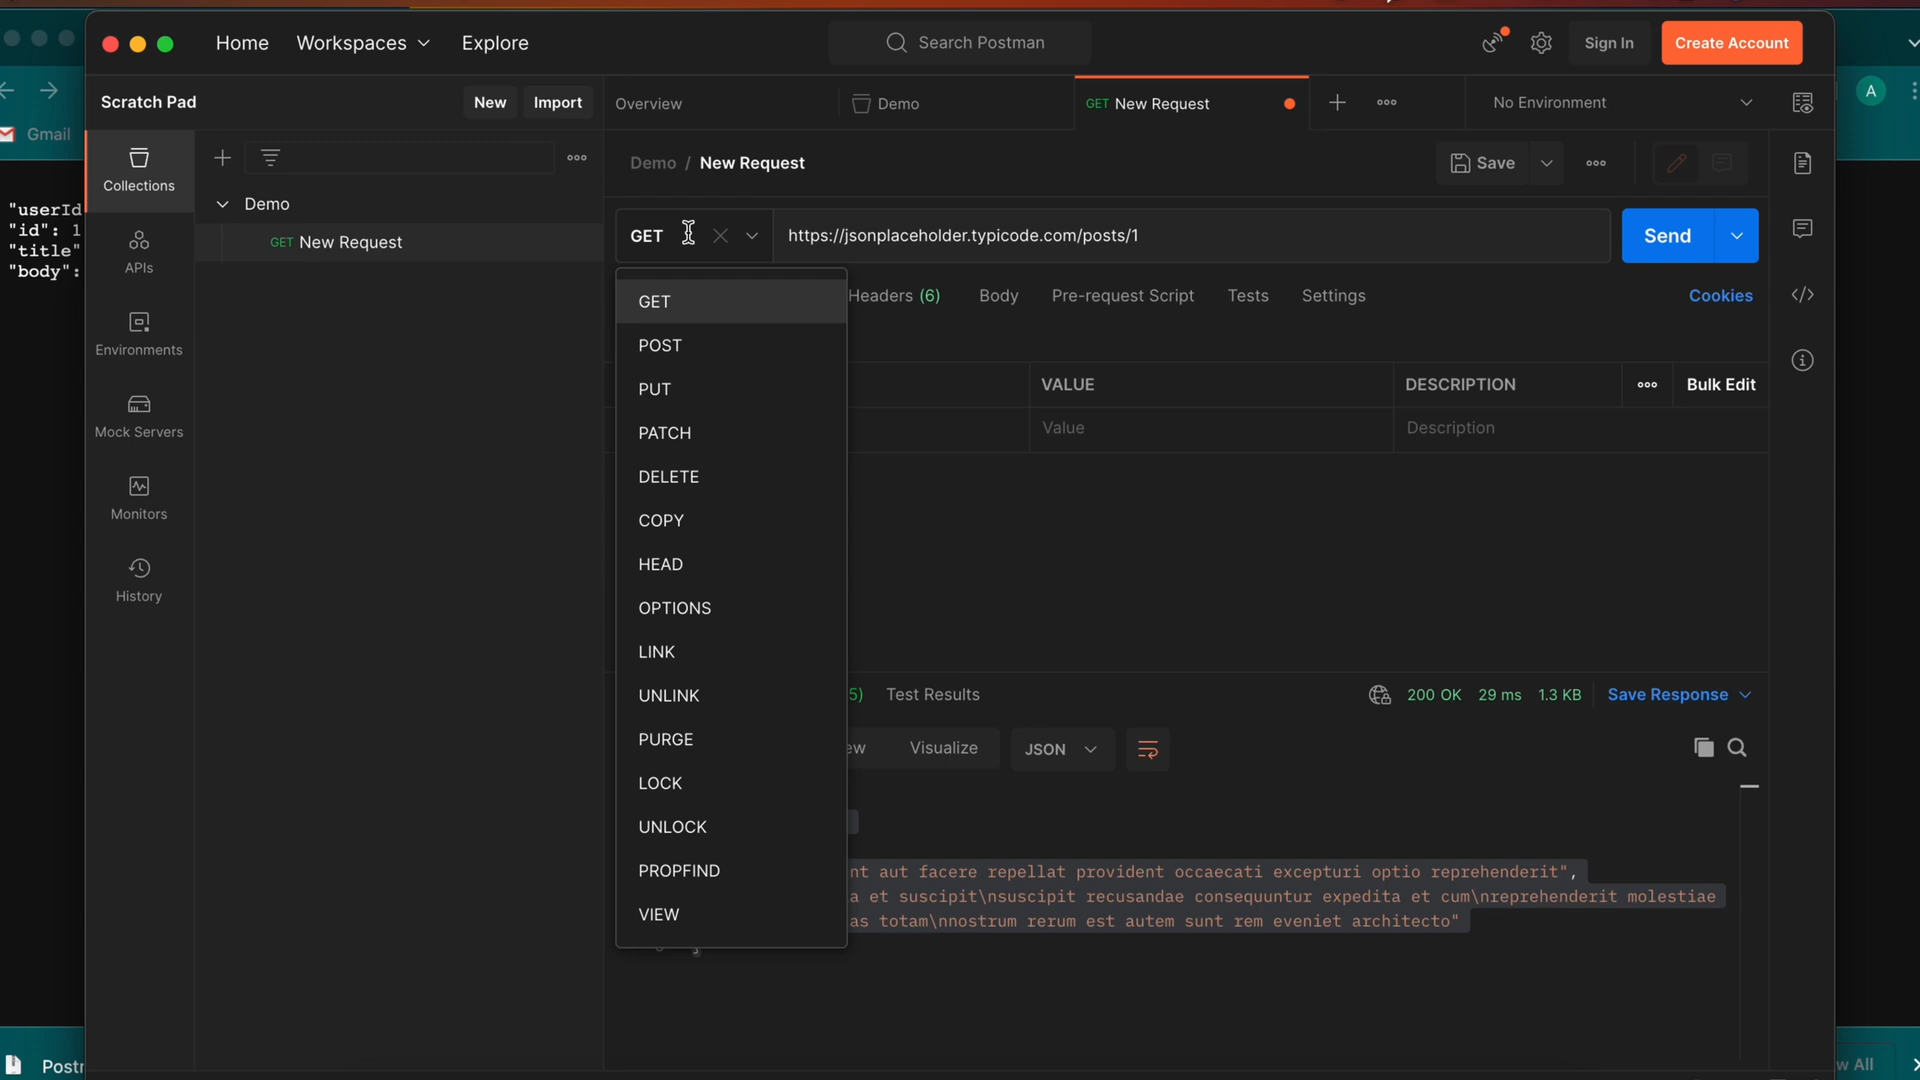 Home Workspaces Explore Search Postman Sign In Create Account
Scratch Pad New Import Overview Demo GET New Request No Environment A
Gmail
Demo / New Request Save
Collections
Demo
GET New Request
"userId
"id": 1
"title"
"body":
GET https://jsonplaceholder.typicode.com/posts/1 Send
APIs
Environments
Mock Servers
Monitors
History
GET
POST
PUT
PATCH
DELETE
COPY
HEAD
OPTIONS
LINK
UNLINK
PURGE
LOCK
UNLOCK
PROPFIND
VIEW
Headers (6) Body Pre-request Script Tests Settings Cookies
VALUE DESCRIPTION Bulk Edit
Value Description
5) Test Results 200 OK 29 ms 1.3 KB Save Response
ew Visualize JSON
nt aut facere repellat provident occaecati excepturi optio reprehenderit",
a et suscipit\nsuscipit recusandae consequuntur expedita et cum\nreprehenderit molestiae
as totam\nnostrum rerum est autem sunt rem eveniet architecto"
Postr
w All